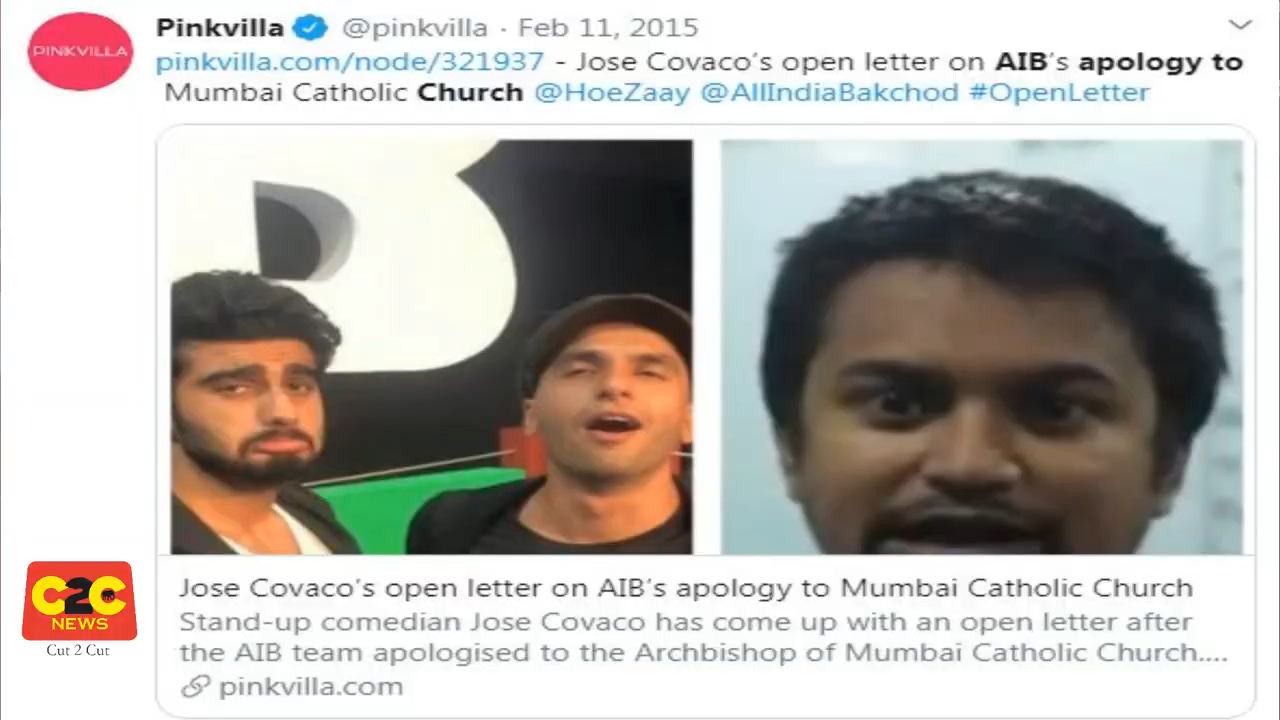 PINKVILLA
Pinkvilla @pinkvilla · Feb 11, 2015
pinkvilla.com/node/321937 - Jose Covaco's open letter on AIB's apology to
Mumbai Catholic Church @HoeZaay @AllIndiaBakchod #OpenLetter
B
Jose Covaco's open letter on AIB's apology to Mumbai Catholic Church
Stand-up comedian Jose Covaco has come up with an open letter after
the AIB team apologised to the Archbishop of Mumbai Catholic Church....
pinkvilla.com
C2C
NEWS
Cut 2 Cut